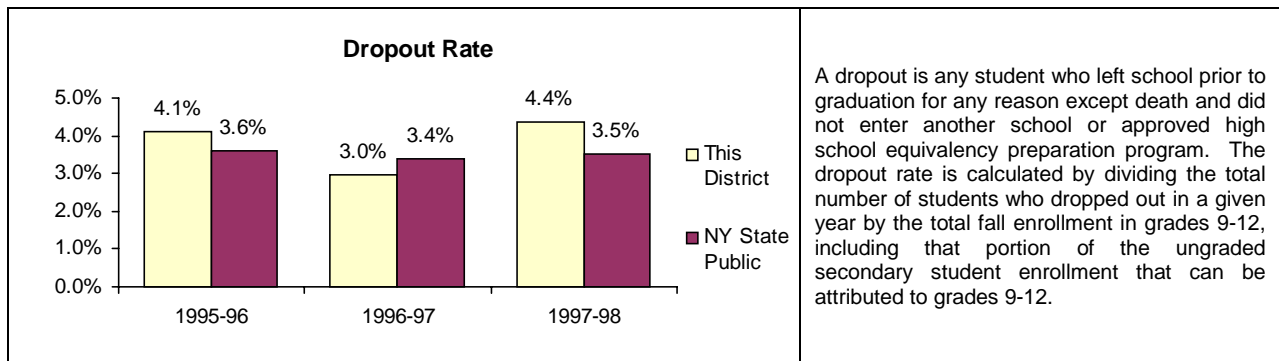 Dropout Rate
5.0%
4.0%
3.0%
2.0%
1.0%
0.0%
4.1%
3.6%
3.0%
3.4%
4.4%
3.5%
1995-96
1996-97
1997-98
This
District
NY State
Public
A dropout is any student who left school prior to
graduation for any reason except death and did
not enter another school or approved high
school equivalency preparation program. The
dropout rate is calculated by dividing the total
number of students who dropped out in a given
year by the total fall enrollment in grades 9-12,
including that portion of the ungraded
secondary student enrollment that can be
attributed to grades 9-12.